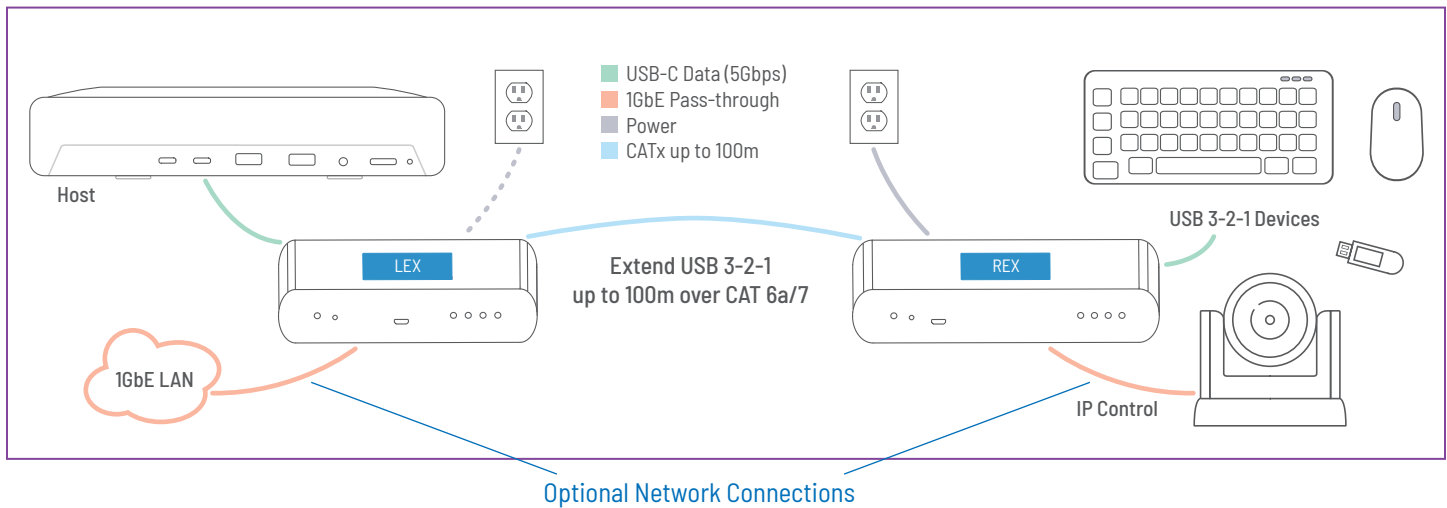 USB-C Data (5Gbps)
1GbE Pass-through
Power
CATx up to 100m
Host
USB 3-2-1 Devices
LEX
Extend USB 3-2-1
up to 100m over CAT 6a/7
REX
1GbE LAN
IP Control
Optional Network Connections